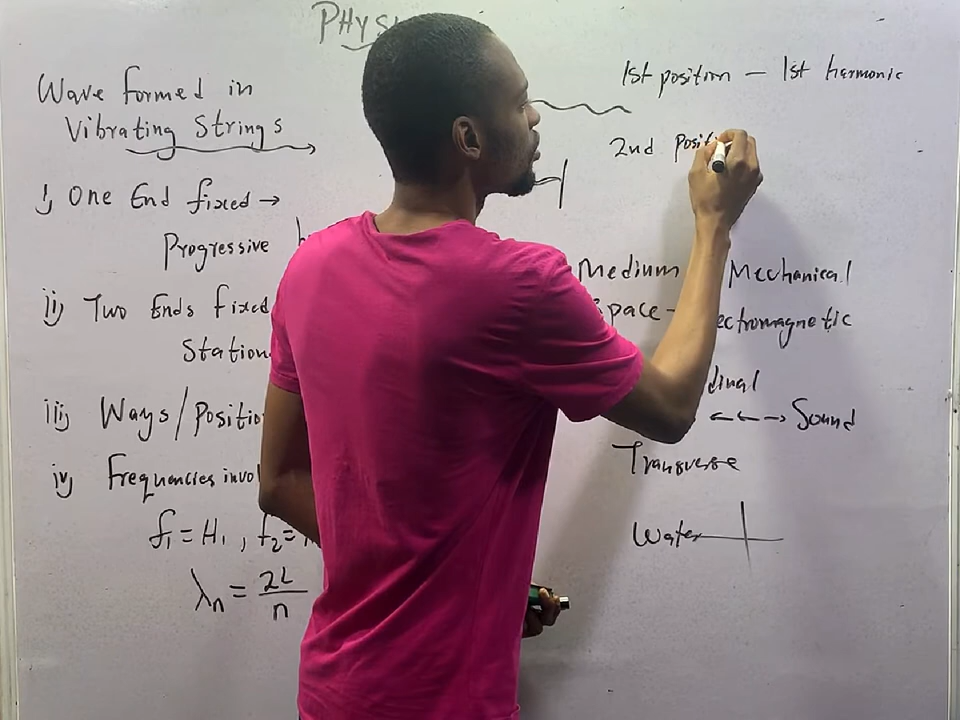 PHYS
Wave formed in
Vibrating Strings
i) One End fixed →
Progressive
ii) Two Ends fixed
Station
iii) Ways/Positio
iv) Frequencies invol
f₁ = H₁ , f₂ =
λn = 2L/n
1st position – 1st harmonic
2nd Posit
Medium Mechanical
Space – ectromagnetic
dinal
Sound
Transverse
Water